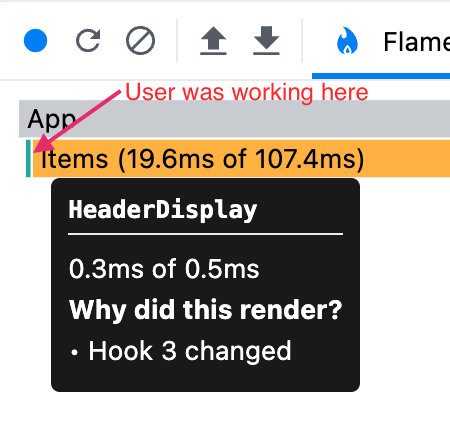 Flame
User was working here
App
Items (19.6ms of 107.4ms)
HeaderDisplay
0.3ms of 0.5ms
Why did this render?
• Hook 3 changed